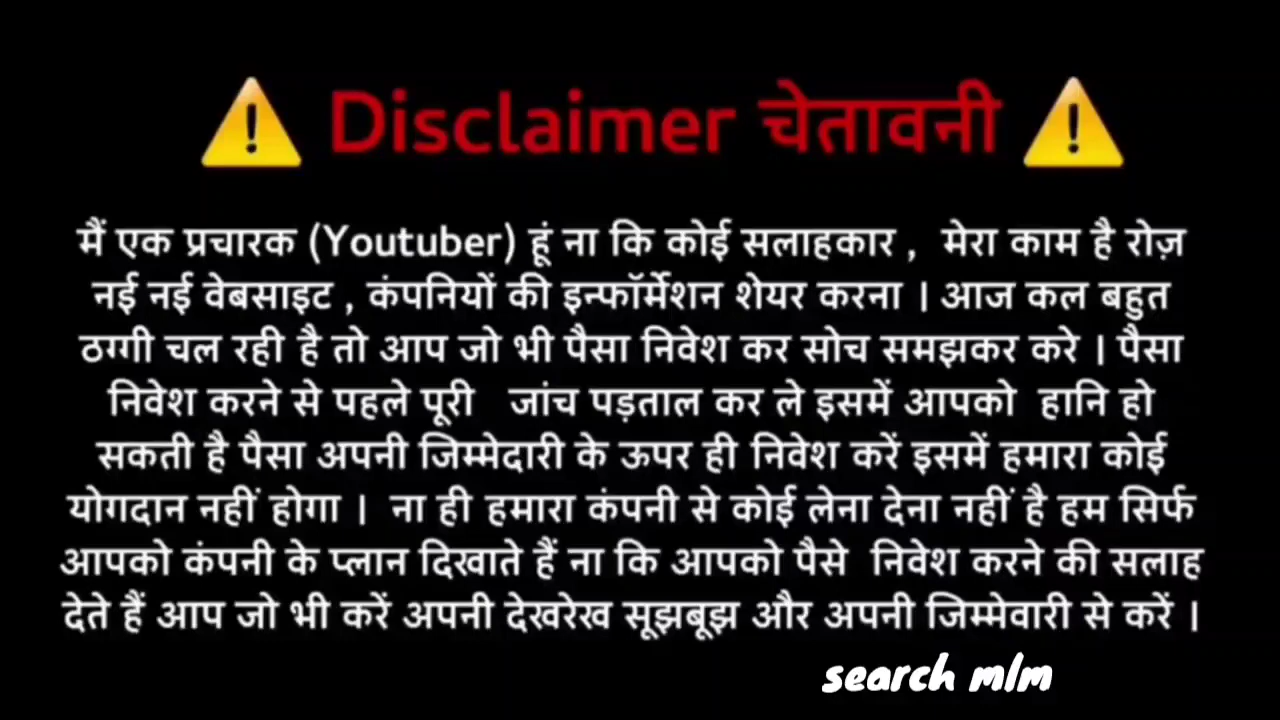 ⚠ Disclaimer चेतावनी ⚠
मैं एक प्रचारक (Youtuber) हूं ना कि कोई सलाहकार , मेरा काम है रोज़
नई नई वेबसाइट , कंपनियों की इन्फॉर्मेशन शेयर करना । आज कल बहुत
ठग्गी चल रही है तो आप जो भी पैसा निवेश कर सोच समझकर करे । पैसा
निवेश करने से पहले पूरी जांच पड़ताल कर ले इसमें आपको हानि हो
सकती है पैसा अपनी जिम्मेदारी के ऊपर ही निवेश करें इसमें हमारा कोई
योगदान नहीं होगा । ना ही हमारा कंपनी से कोई लेना देना नहीं है हम सिर्फ
आपको कंपनी के प्लान दिखाते हैं ना कि आपको पैसे निवेश करने की सलाह
देते हैं आप जो भी करें अपनी देखरेख सूझबूझ और अपनी जिम्मेवारी से करें ।
search mlm